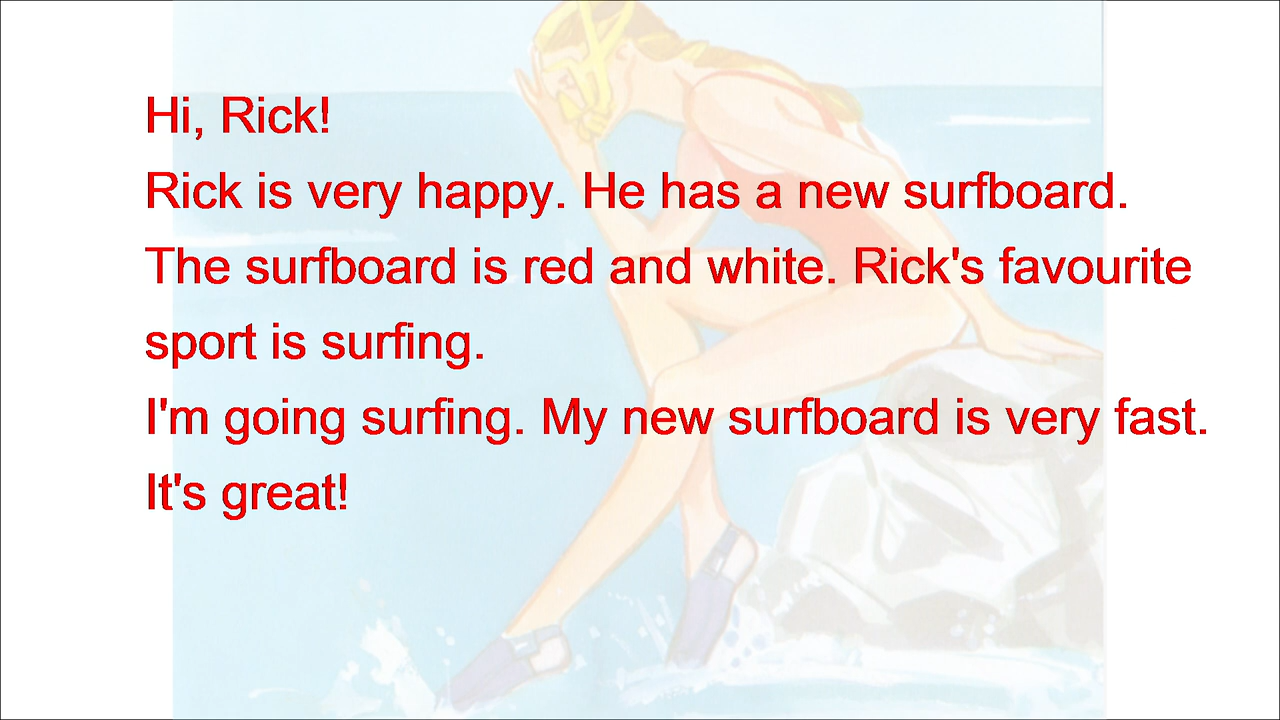 Hi, Rick!
Rick is very happy. He has a new surfboard.
The surfboard is red and white. Rick's favourite
sport is surfing.
I'm going surfing. My new surfboard is very fast.
It's great!